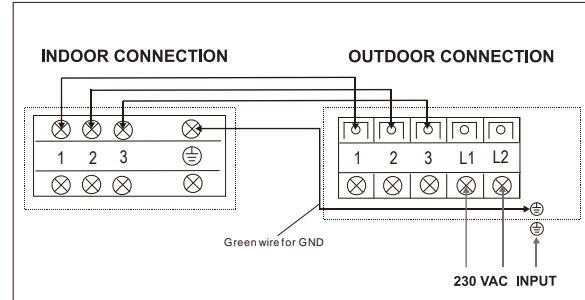 INDOOR CONNECTION
OUTDOOR CONNECTION
1 2 3
1 2 3 L1 L2
Green wire for GND
230 VAC INPUT